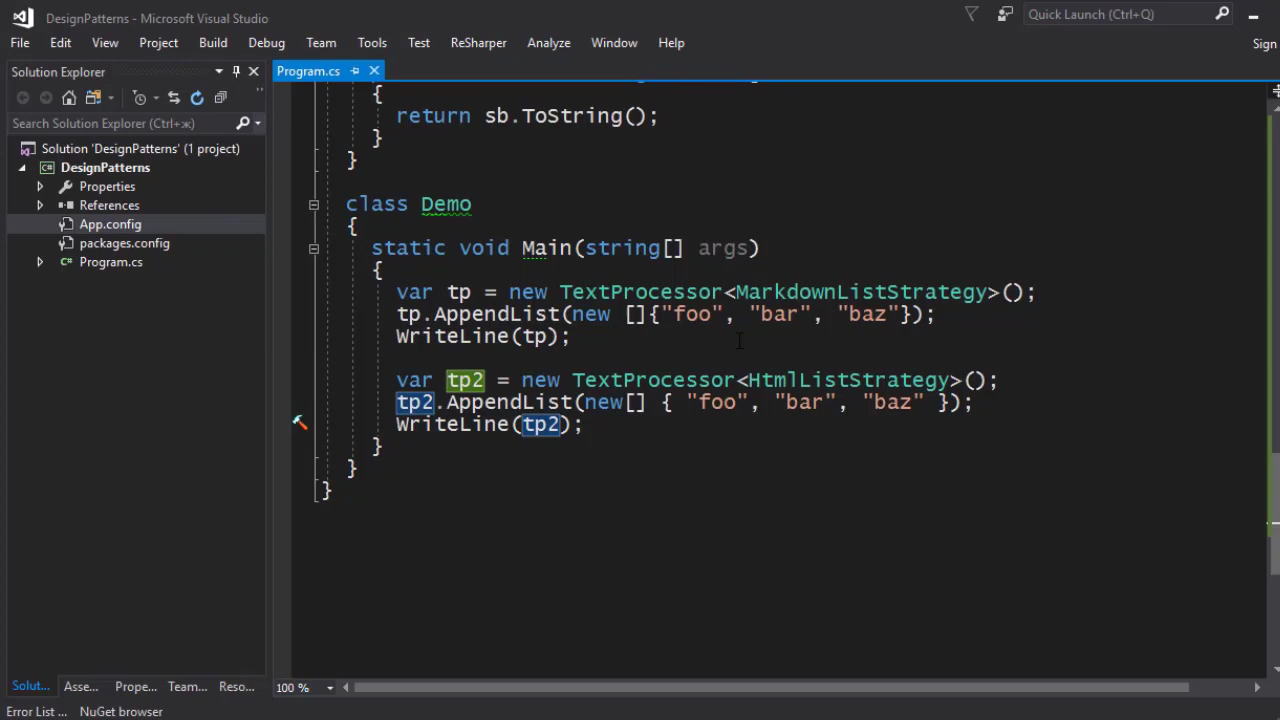 DesignPatterns - Microsoft Visual Studio
Quick Launch (Ctrl+Q)
File Edit View Project Build Debug Team Tools Test ReSharper Analyze Window Help
Sign
Solution Explorer
Program.cs
Search Solution Explorer (Ctrl+ж)
Solution 'DesignPatterns' (1 project)
DesignPatterns
Properties
References
App.config
packages.config
Program.cs
{
return sb.ToString();
}
}
class Demo
{
static void Main(string[] args)
{
var tp = new TextProcessor<MarkdownListStrategy>();
tp.AppendList(new []{"foo", "bar", "baz"});
WriteLine(tp);
var tp2 = new TextProcessor<HtmlListStrategy>();
tp2.AppendList(new[] { "foo", "bar", "baz" });
WriteLine(tp2);
}
}
}
Solut... Asse... Prope... Team... Reso...
100 %
Error List ... NuGet browser